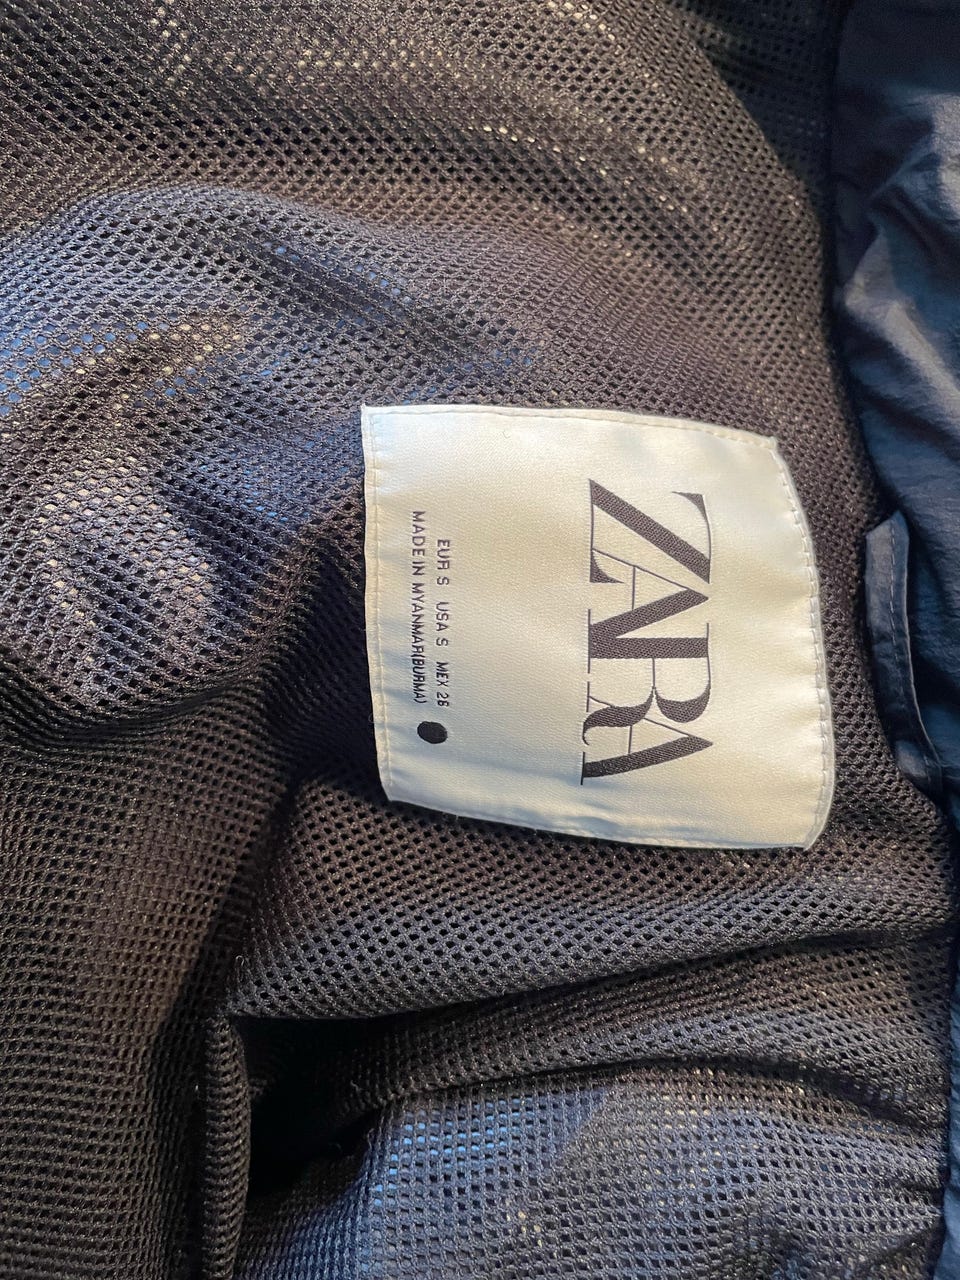 ZARA
EUR S USA S MEX 26
MADE IN MYANMAR(BURMA)